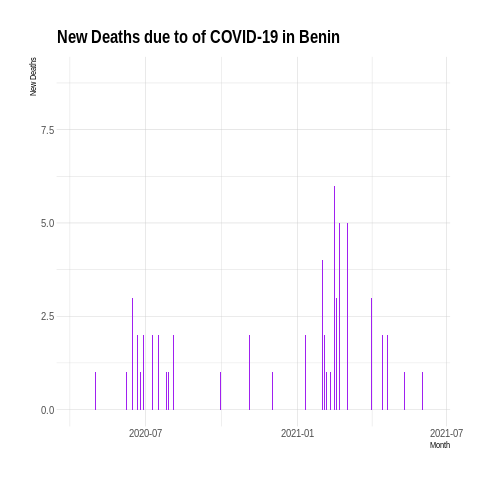 New Deaths due to of COVID-19 in Benin
New Deaths
7.5
5.0
2.5
0.0
2020-07
2021-01
2021-07
Month